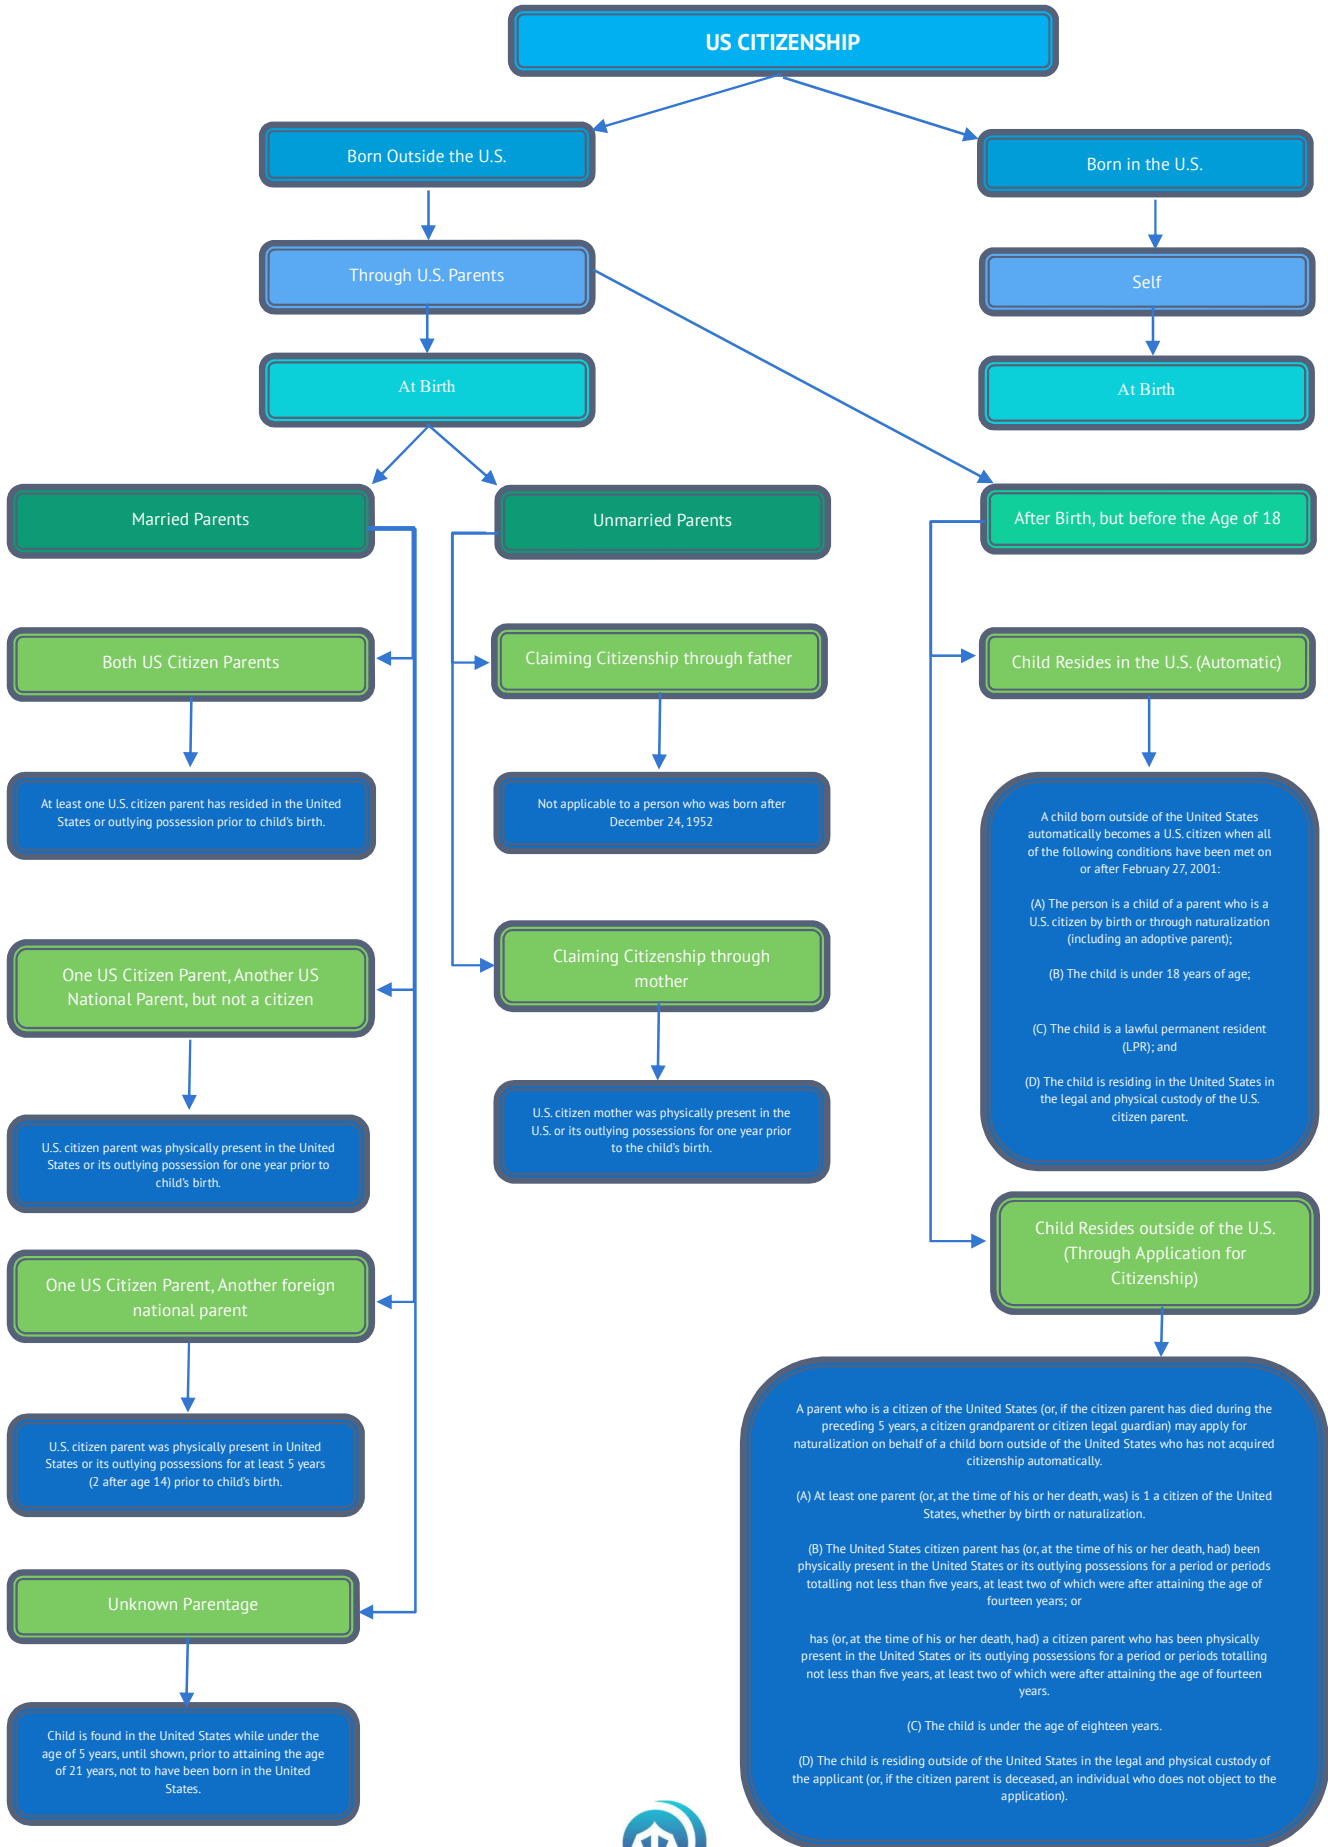 US CITIZENSHIP
Born Outside the U.S.
Born in the U.S.
Through U.S. Parents
Self
At Birth
At Birth
Married Parents
Unmarried Parents
After Birth, but before the Age of 18
Both US Citizen Parents
Claiming Citizenship through father
Child Resides in the U.S. (Automatic)
At least one U.S. citizen parent has resided in the United
States or outlying possession prior to child's birth.
Not applicable to a person who was born after
December 24, 1952
A child born outside of the United States
automatically becomes a U.S. citizen when all
of the following conditions have been met on
or after February 27, 2001:
(A) The person is a child of a parent who is a
U.S. citizen by birth or through naturalization
(including an adoptive parent);
(B) The child is under 18 years of age;
(C) The child is a lawful permanent resident
(LPR); and
(D) The child is residing in the United States in
the legal and physical custody of the U.S.
citizen parent.
One US Citizen Parent, Another US
National Parent, but not a citizen
Claiming Citizenship through
mother
U.S. citizen parent was physically present in the United
States or its outlying possession for one year prior to
child's birth.
U.S. citizen mother was physically present in the
U.S. or its outlying possessions for one year prior
to the child's birth.
One US Citizen Parent, Another foreign
national parent
Child Resides outside of the U.S.
(Through Application for
Citizenship)
U.S. citizen parent was physically present in United
States or its outlying possessions for at least 5 years
(2 after age 14) prior to child's birth.
A parent who is a citizen of the United States (or, if the citizen parent has died during the
preceding 5 years, a citizen grandparent or citizen legal guardian) may apply for
naturalization on behalf of a child born outside of the United States who has not acquired
citizenship automatically.
(A) At least one parent (or, at the time of his or her death, was) is 1 a citizen of the United
States, whether by birth or naturalization.
(B) The United States citizen parent has (or, at the time of his or her death, had) been
physically present in the United States or its outlying possessions for a period or periods
totalling not less than five years, at least two of which were after attaining the age of
fourteen years; or
has (or, at the time of his or her death, had) a citizen parent who has been physically
present in the United States or its outlying possessions for a period or periods totalling
not less than five years, at least two of which were after attaining the age of fourteen
years.
(C) The child is under the age of eighteen years.
(D) The child is residing outside of the United States in the legal and physical custody of
the applicant (or, if the citizen parent is deceased, an individual who does not object to the
application).
Unknown Parentage
Child is found in the United States while under the
age of 5 years, until shown, prior to attaining the age
of 21 years, not to have been born in the United
States.